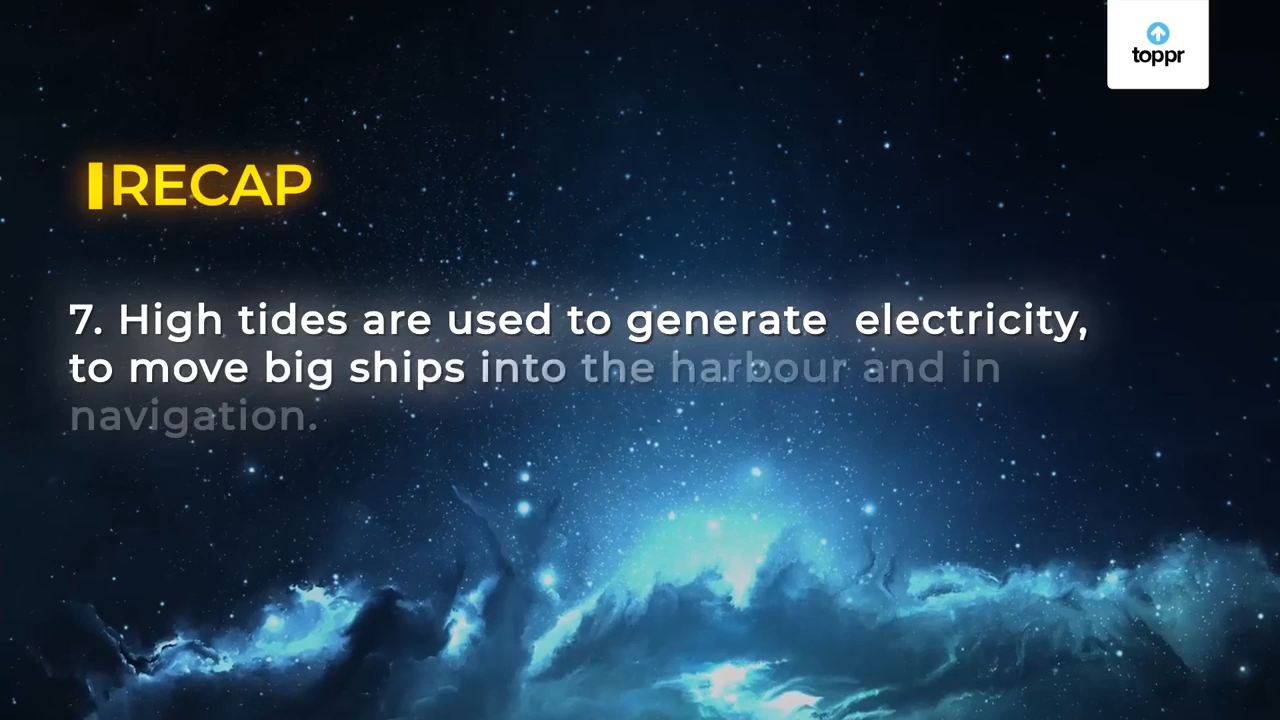 toppr
RECAP
7. High tides are used to generate  electricity,
to move big ships into the harbour and in
navigation.